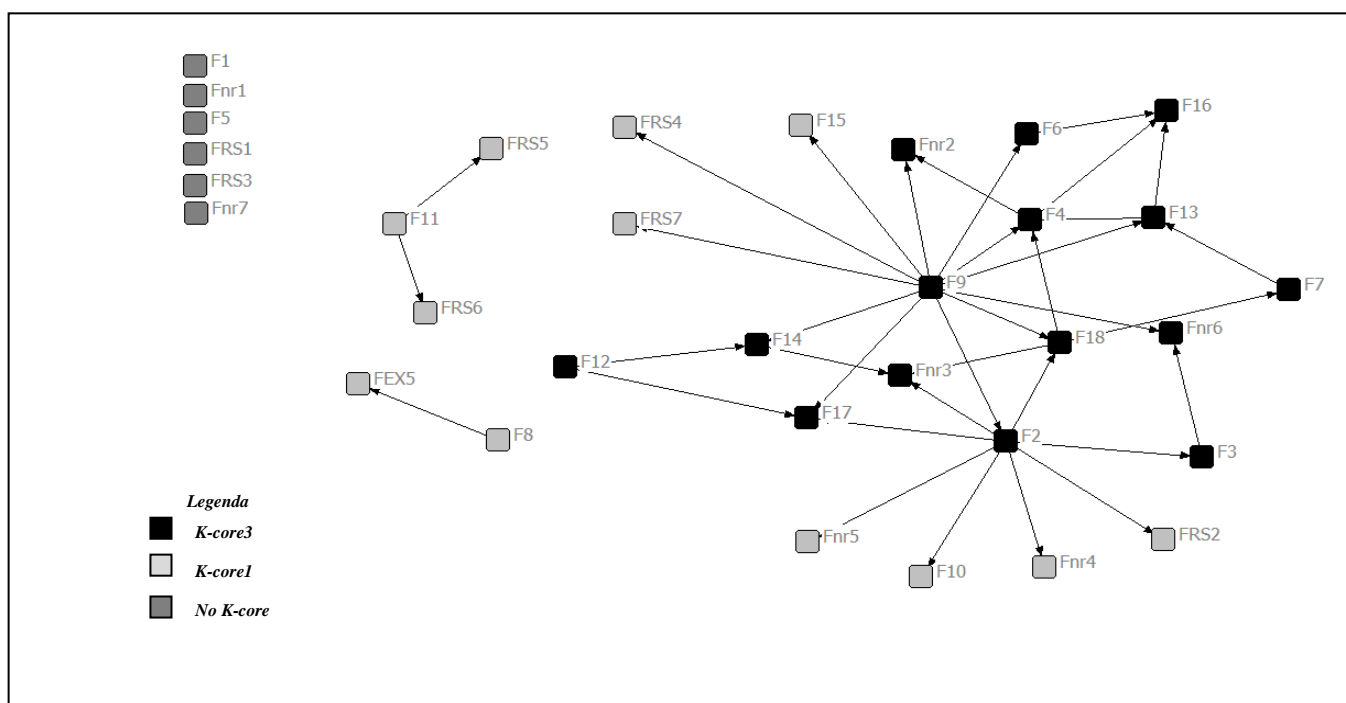 F1
Fnr1
F5
FRS1
FRS3
Fnr7
FRS5
F11
FRS6
FEX5
F8
FRS4
F15
Fnr2
F6
F16
FRS7
F4
F13
F9
F7
F14
F18
Fnr6
F12
Fnr3
F17
F2
F3
Fnr5
F10
Fnr4
FRS2
Legenda
K-core3
K-core1
No K-core